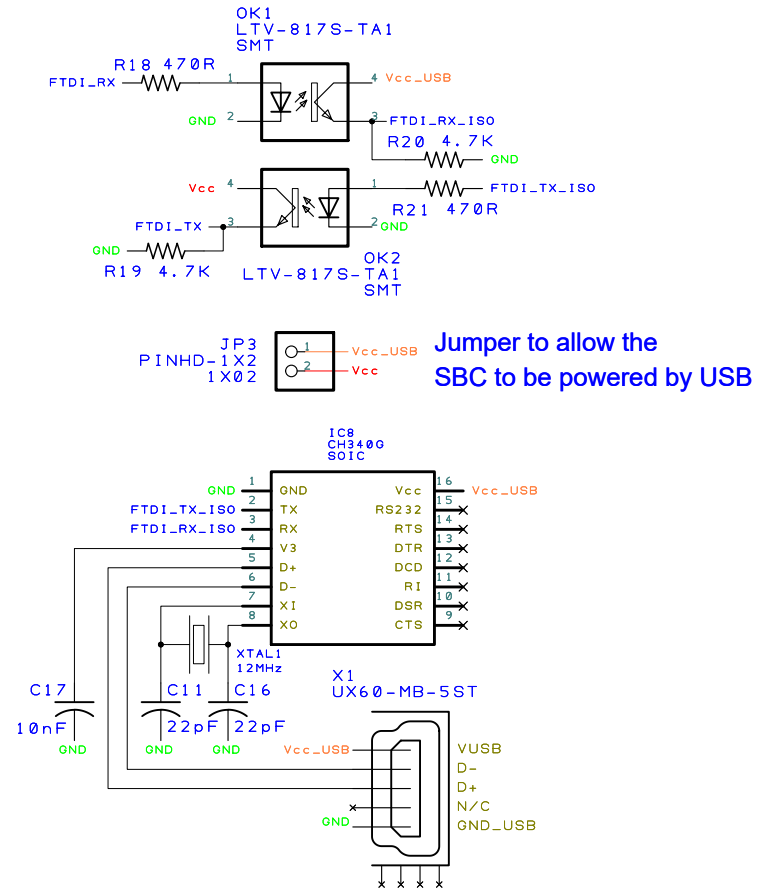 OK1
LTV-817S-TA1
SMT
R18 470R
FTDI_RX
1
4
Vcc_USB
GND
2
3
FTDI_RX_ISO
R20 4.7K
GND
Vcc
4
1
FTDI_TX_ISO
R21 470R
FTDI_TX
3
2
GND
GND
R19 4.7K
OK2
LTV-817S-TA1
SMT
JP3
PINHD-1X2
1X02
1
Vcc_USB
2
Vcc
Jumper to allow the
SBC to be powered by USB
IC8
CH340G
SOIC
GND 1 GND Vcc 16 Vcc_USB
FTDI_TX_ISO 2 TX RS232 15
FTDI_RX_ISO 3 RX RTS 14
4 V3 DTR 13
5 D+ DCD 12
6 D- RI 11
7 XI DSR 10
8 XO CTS 9
XTAL1
12MHz
C17
10nF
GND
C11
22pF
GND
C16
22pF
GND
X1
UX60-MB-5ST
Vcc_USB
VUSB
D-
D+
N/C
GND
GND_USB